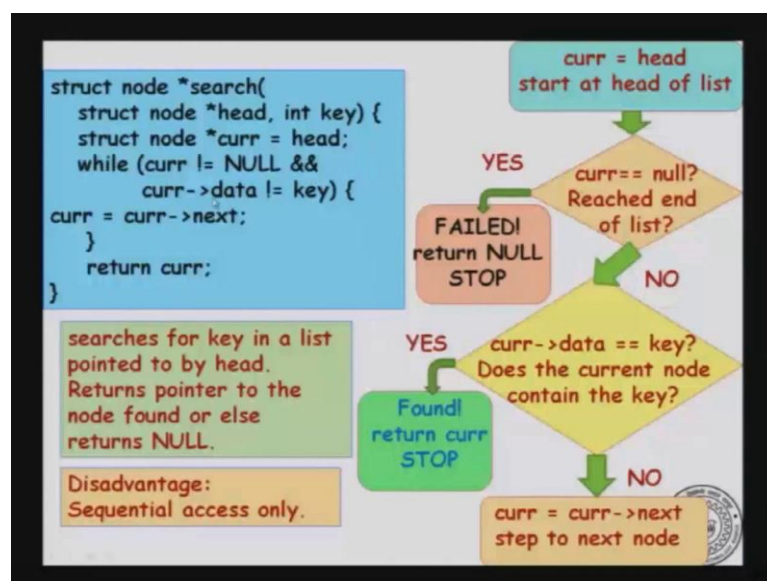 struct node *search(
struct node *head, int key) {
struct node *curr = head;
while (curr != NULL &&
curr->data != key) {
curr = curr->next;
}
return curr;
}
searches for key in a list
pointed to by head.
Returns pointer to the
node found or else
returns NULL.
Disadvantage:
Sequential access only.
curr = head
start at head of list
curr== null?
Reached end
of list?
YES
FAILED!
return NULL
STOP
NO
curr->data == key?
Does the current node
contain the key?
YES
Found!
return curr
STOP
NO
curr = curr->next
step to next node